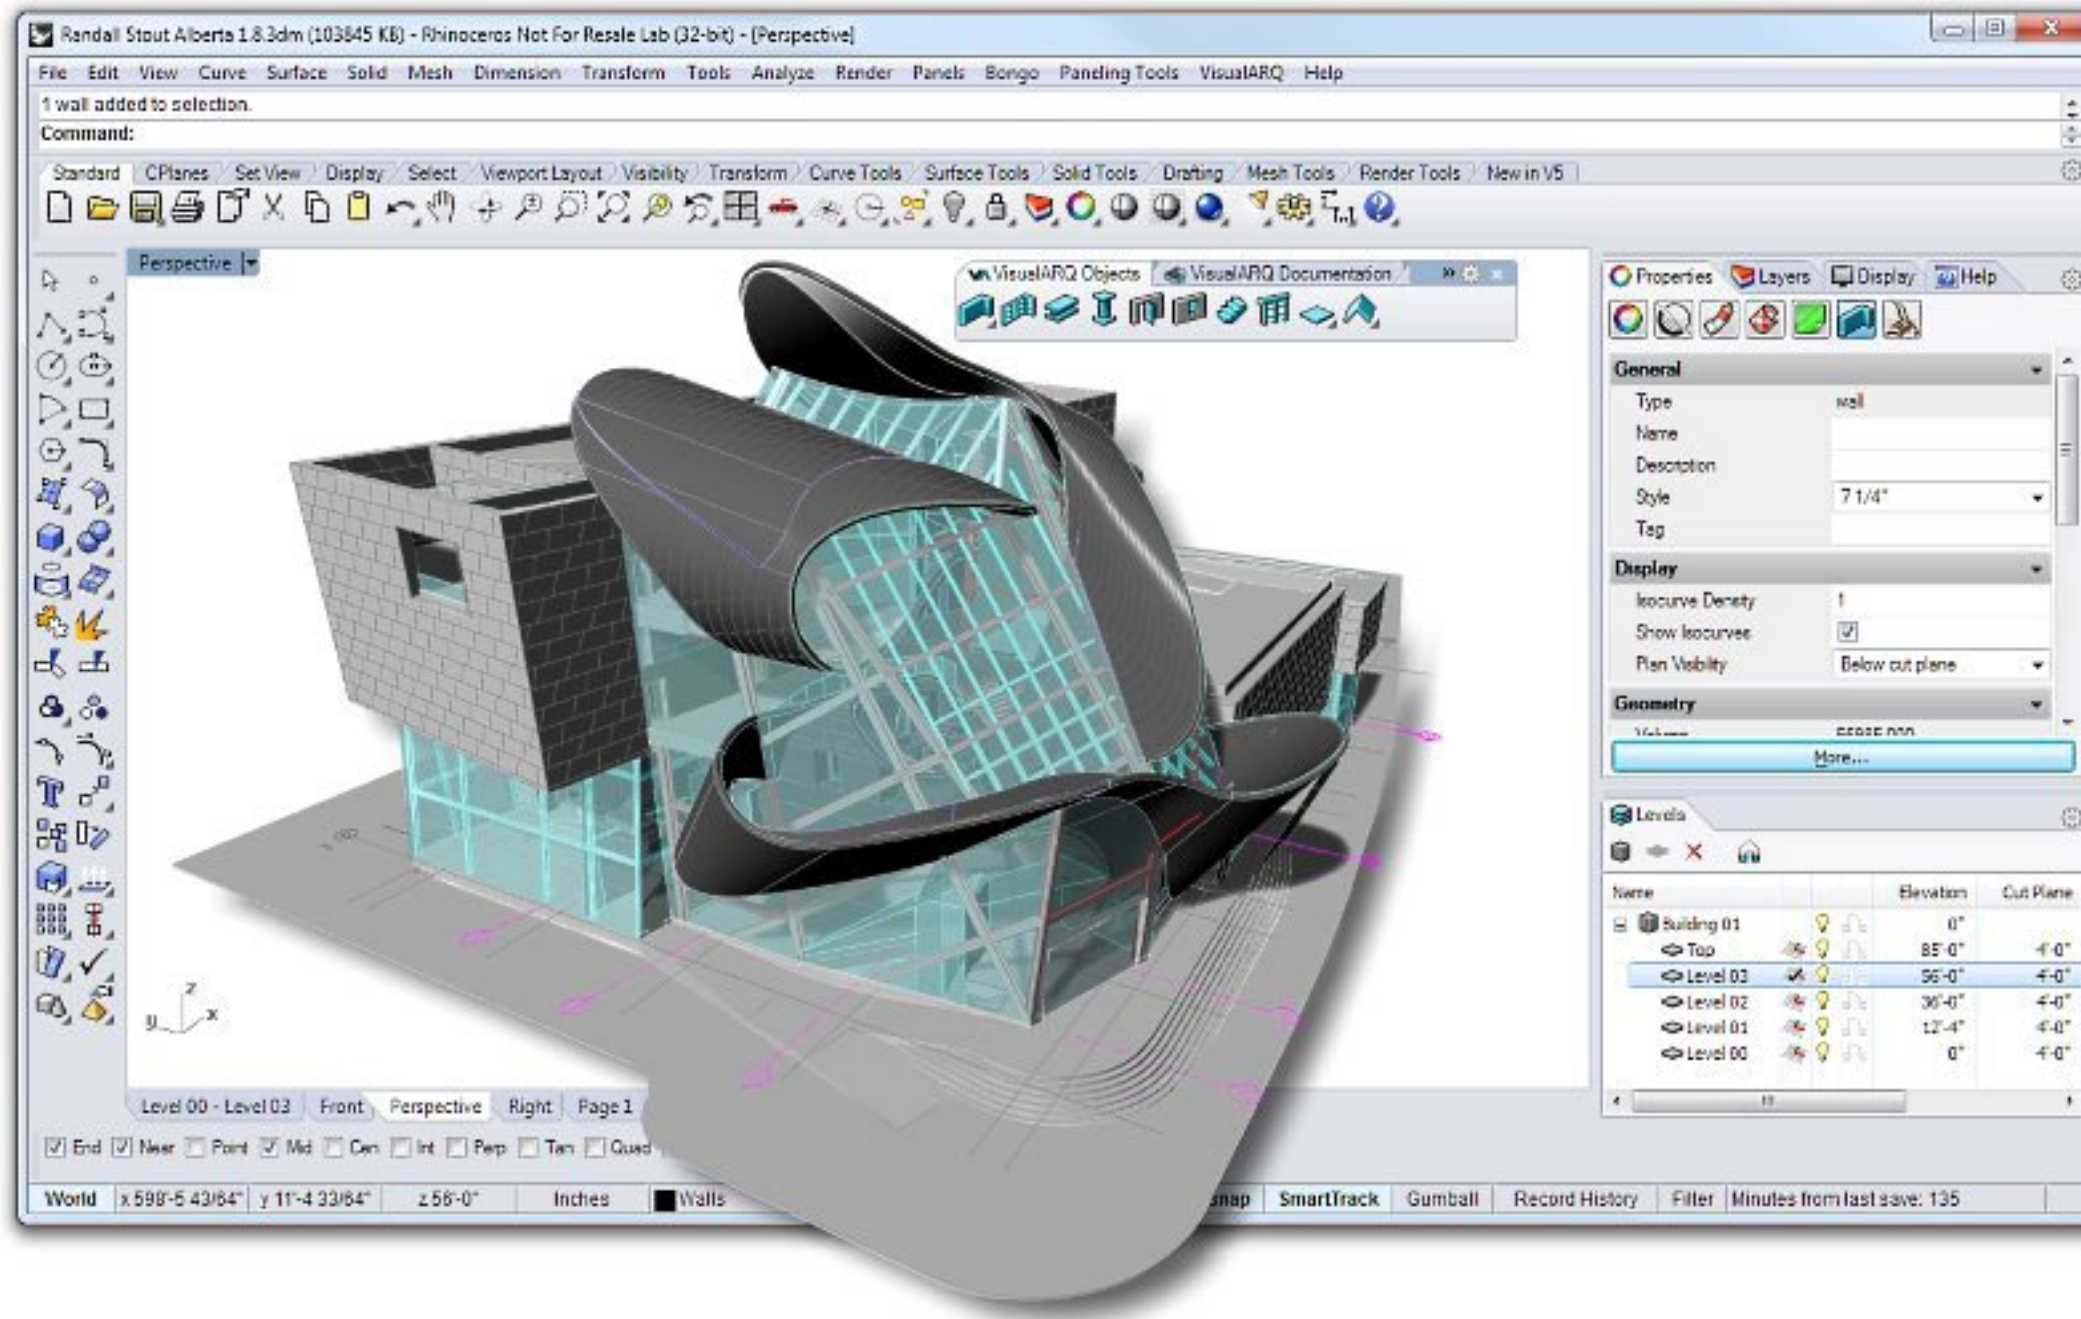 Randall Stout Alberta 1.8.3dm (103845 KB) - Rhinoceros Not For Resale Lab (32-bit) - [Perspective]
File Edit View Curve Surface Solid Mesh Dimension Transform Tools Analyze Render Panels Bongo Paneling Tools VisualARQ Help
1 wall added to selection.
Command:
Standard CPlanes Set View Display Select Viewport Layout Visibility Transform Curve Tools Surface Tools Solid Tools Drafting Mesh Tools Render Tools New in V5
Perspective
VisualARQ Objects VisualARQ Documentation
Properties Layers Display Help
General
Type wall
Name
Description
Style 7 1/4"
Tag
Display
Isocurve Density 1
Show Isocurves
Plan Visibility Below cut plane
Geometry
More...
Levels
Name Elevation Cut Plane
Building 01 0"
Top 85'-0" 4'-0"
Level 03 56'-0" 4'-0"
Level 02 36'-0" 4'-0"
Level 01 12'-4" 4'-0"
Level 00 0" 4'-0"
z
y x
Level 00 - Level 03 Front Perspective Right Page 1
End Near Point Mid Cen Int Perp Tan Quad
World x 598'-5 43/64" y 11'-4 33/64" z 56'-0" Inches Walls SmartTrack Gumball Record History Filter Minutes from last save: 135